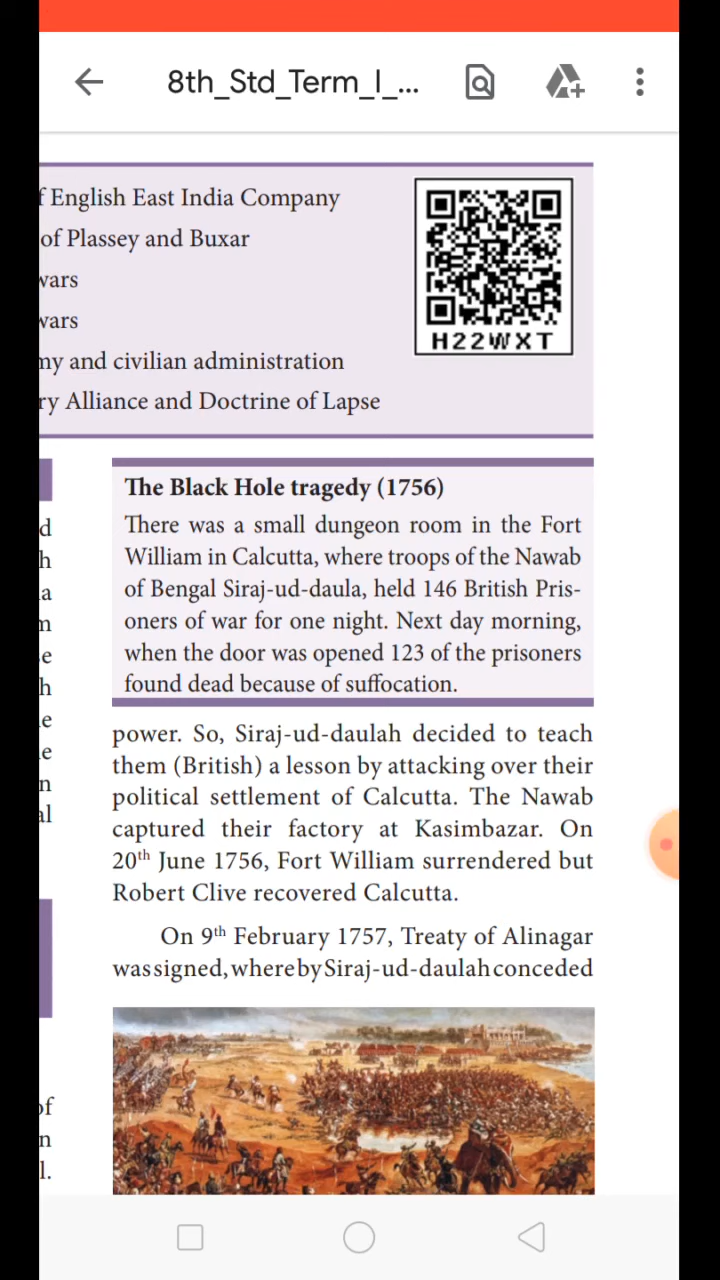 8th_Std_Term_I_...
f English East India Company
of Plassey and Buxar
wars
wars
my and civilian administration
ry Alliance and Doctrine of Lapse
H22WXT
The Black Hole tragedy (1756)
There was a small dungeon room in the Fort
William in Calcutta, where troops of the Nawab
of Bengal Siraj-ud-daula, held 146 British Pris-
oners of war for one night. Next day morning,
when the door was opened 123 of the prisoners
found dead because of suffocation.
d
h
a
m
e
h
e
e
n
al
power. So, Siraj-ud-daulah decided to teach
them (British) a lesson by attacking over their
political settlement of Calcutta. The Nawab
captured their factory at Kasimbazar. On
20th June 1756, Fort William surrendered but
Robert Clive recovered Calcutta.
On 9th February 1757, Treaty of Alinagar
was signed, whereby Siraj-ud-daulah conceded
of
n
l.